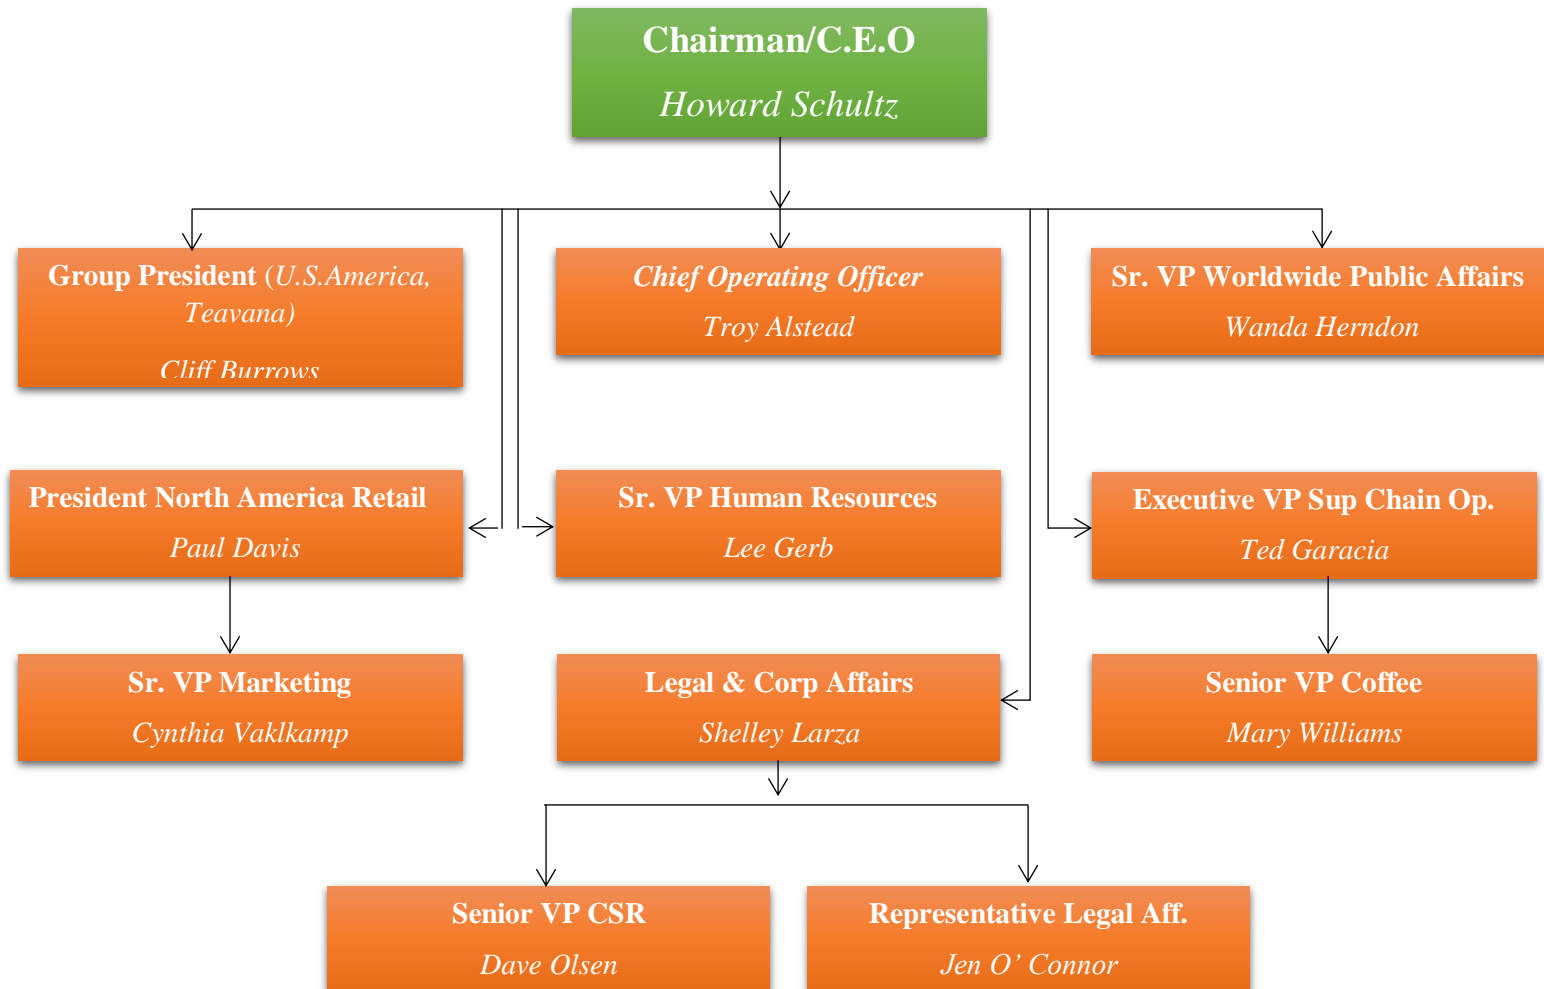 Chairman/C.E.O
Howard Schultz
Group President (U.S.America,
Teavana)
Cliff Burrows
Chief Operating Officer
Troy Alstead
Sr. VP Worldwide Public Affairs
Wanda Herndon
President North America Retail
Paul Davis
Sr. VP Human Resources
Lee Gerb
Executive VP Sup Chain Op.
Ted Garacia
Sr. VP Marketing
Cynthia Vaklkamp
Legal & Corp Affairs
Shelley Larza
Senior VP Coffee
Mary Williams
Senior VP CSR
Dave Olsen
Representative Legal Aff.
Jen O’ Connor